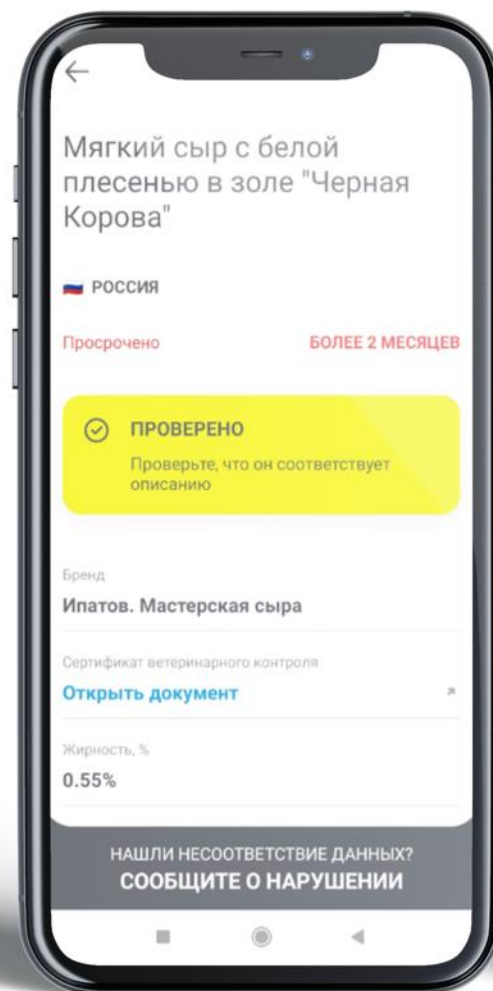 Мягкий сыр с белой
плесенью в золе "Черная
Корова"
РОССИЯ
Просрочено БОЛЕЕ 2 МЕСЯЦЕВ
ПРОВЕРЕНО
Проверьте, что он соответствует
описанию
Бренд
Ипатов. Мастерская сыра
Сертификат ветеринарного контроля
Открыть документ
Жирность, %
0.55%
НАШЛИ НЕСООТВЕТСТВИЕ ДАННЫХ?
СООБЩИТЕ О НАРУШЕНИИ